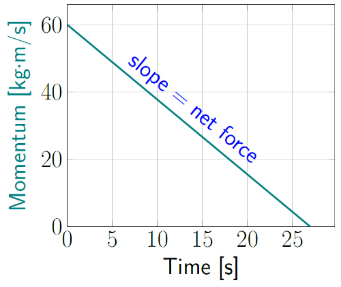 Momentum [kg·m/s]
60
40
20
0
slope = net force
0 5 10 15 20 25
Time [s]